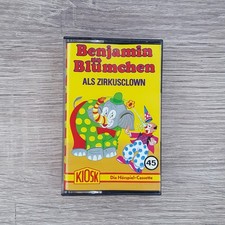 Benjamin
Blümchen
ALS ZIRKUSCLOWN
45
KIOSK
Die Hörspiel-Cassette